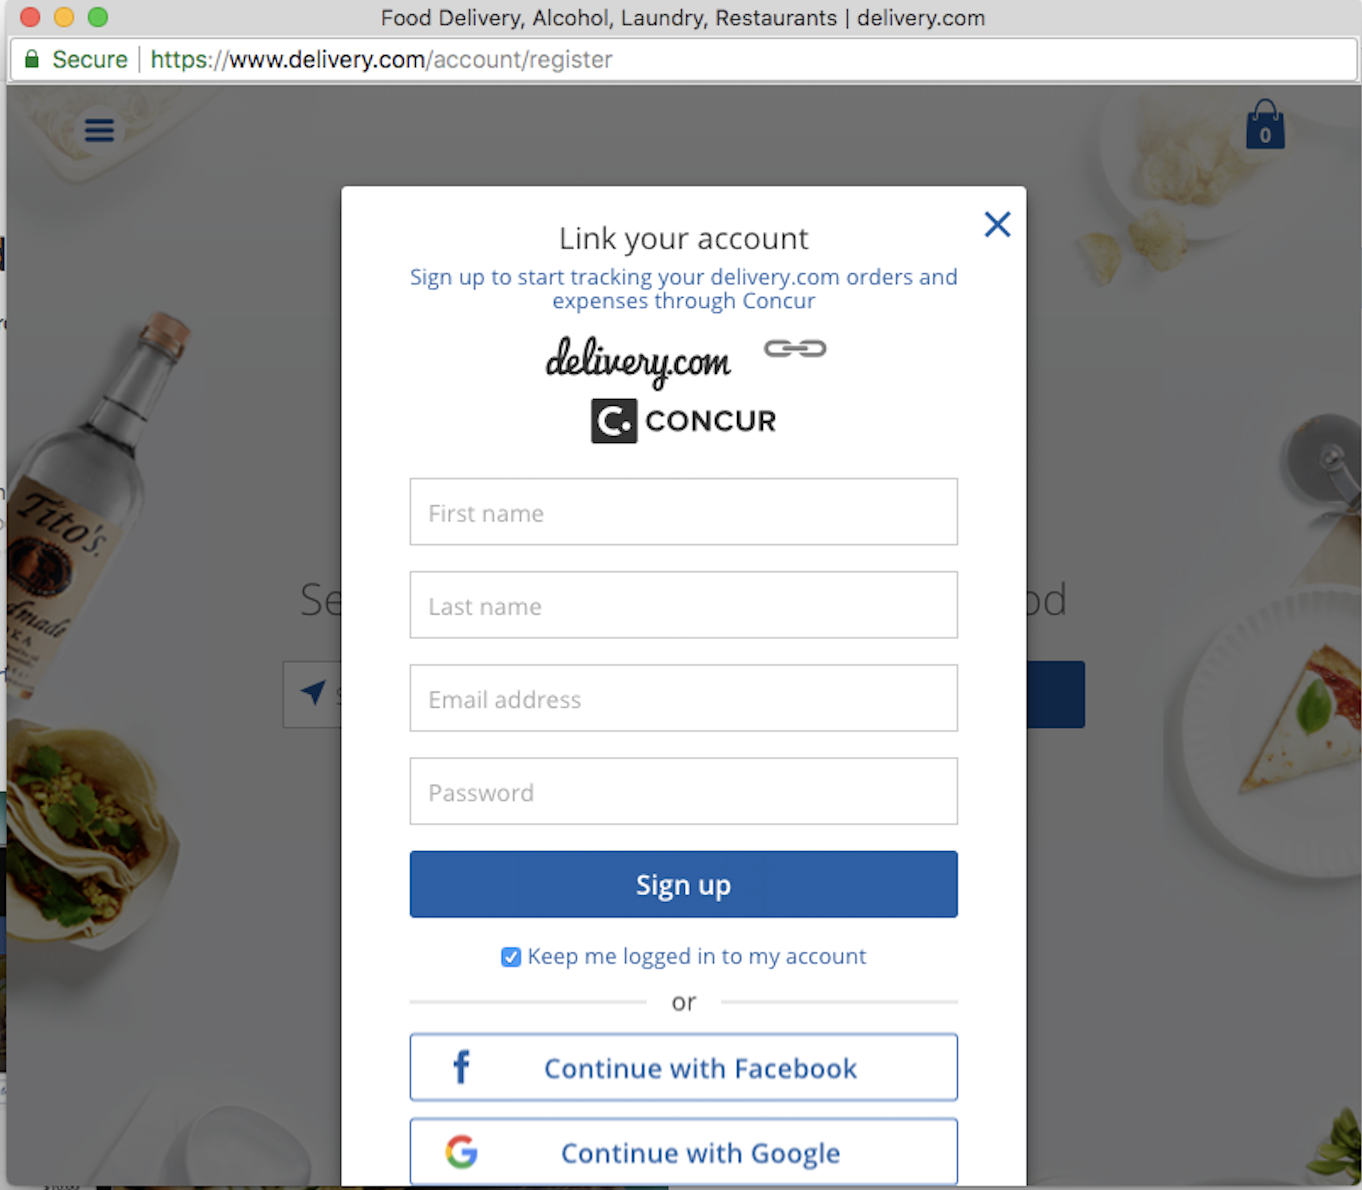 Food Delivery, Alcohol, Laundry, Restaurants | delivery.com
Secure https://www.delivery.com/account/register
0
Link your account
Sign up to start tracking your delivery.com orders and
expenses through Concur
delivery.com
C. CONCUR
First name
Last name
Email address
Password
Sign up
Keep me logged in to my account
or
f Continue with Facebook
G Continue with Google
Se
od
Tito's